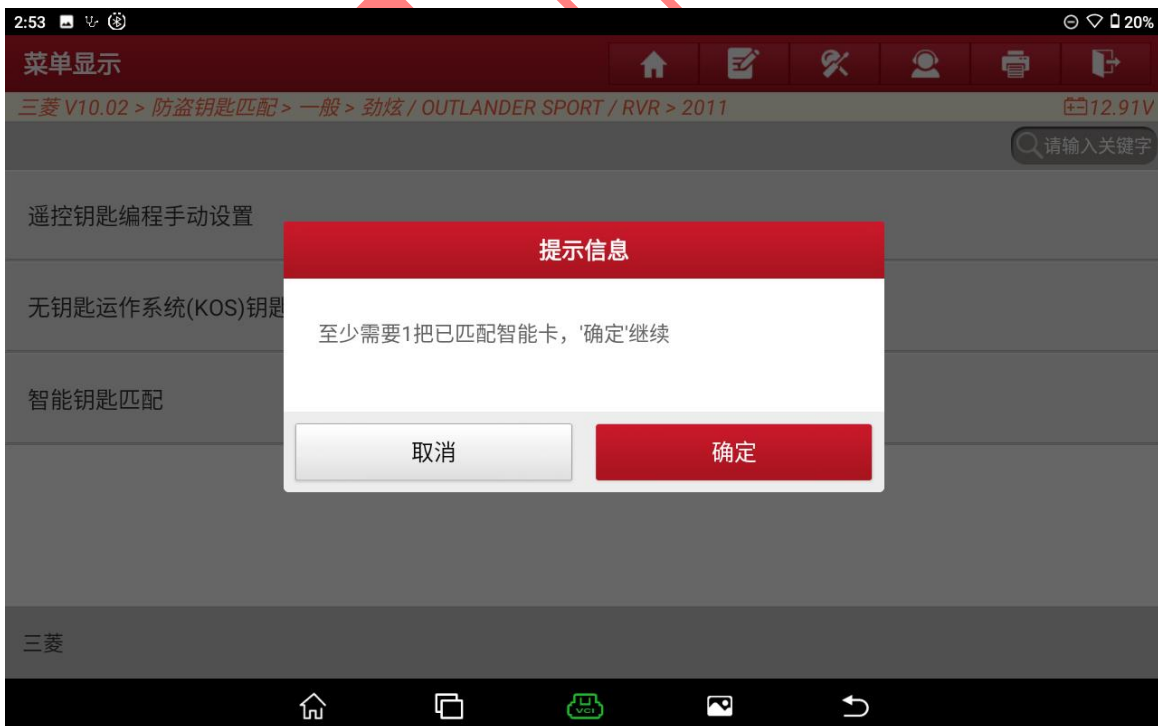 2:53
20%
菜单显示
三菱 V10.02 > 防盗钥匙匹配 > 一般 > 劲炫 / OUTLANDER SPORT / RVR > 2011
12.91V
请输入关键字
遥控钥匙编程手动设置
提示信息
无钥匙运作系统(KOS)钥匙
至少需要1把已匹配智能卡，'确定'继续
智能钥匙匹配
取消
确定
三菱
VCI